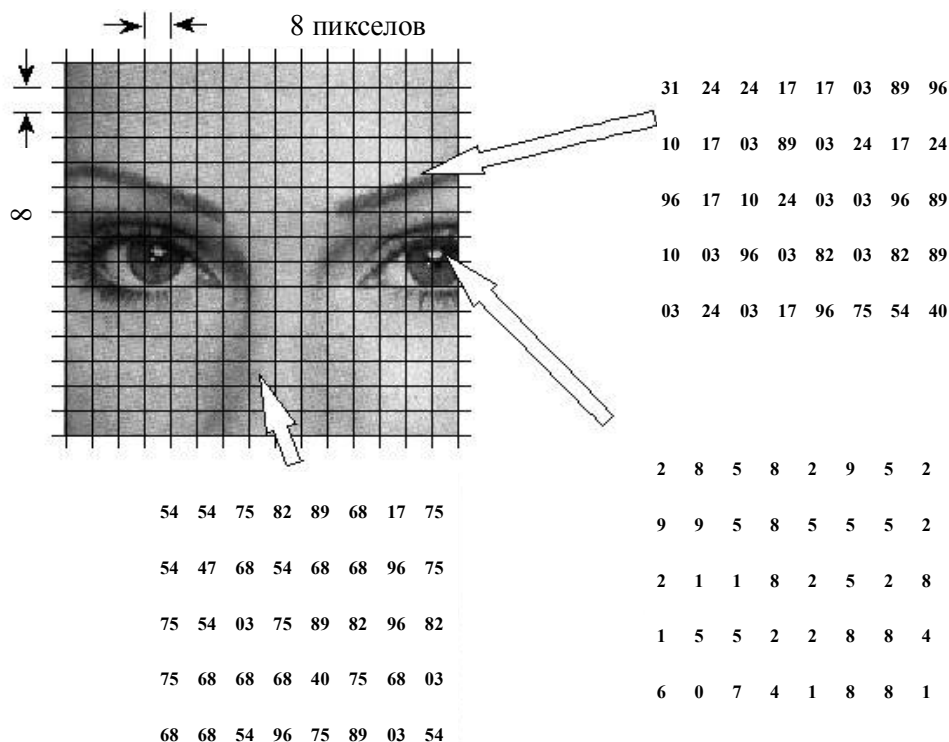 8 пикселов
8
31 24 24 17 17 03 89 96
10 17 03 89 03 24 17 24
96 17 10 24 03 03 96 89
10 03 96 03 82 03 82 89
03 24 03 17 96 75 54 40
2 8 5 8 2 9 5 2
9 9 5 8 5 5 5 2
2 1 1 8 2 5 2 8
1 5 5 2 2 8 8 4
6 0 7 4 1 8 8 1
54 54 75 82 89 68 17 75
54 47 68 54 68 68 96 75
75 54 03 75 89 82 96 82
75 68 68 68 40 75 68 03
68 68 54 96 75 89 03 54